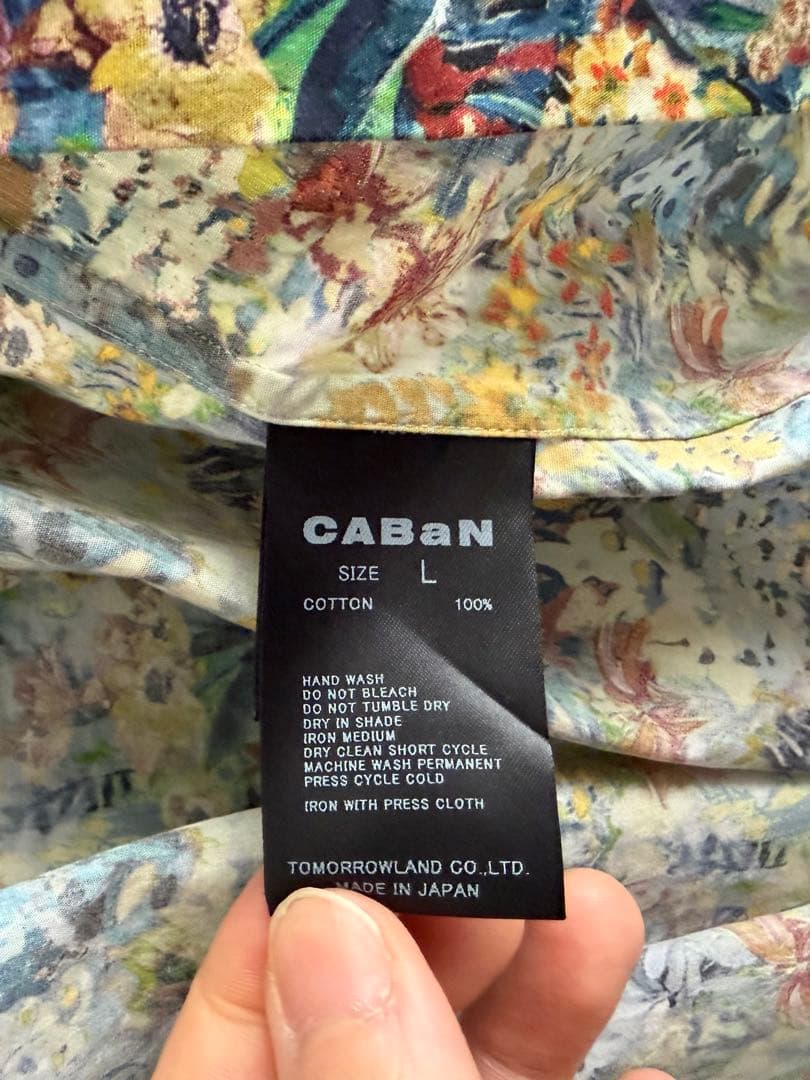 CABaN
SIZE L
COTTON 100%
HAND WASH
DO NOT BLEACH
DO NOT TUMBLE DRY
DRY IN SHADE
IRON MEDIUM
DRY CLEAN SHORT CYCLE
MACHINE WASH PERMANENT
PRESS CYCLE COLD
IRON WITH PRESS CLOTH
TOMORROWLAND CO.,LTD.
MADE IN JAPAN